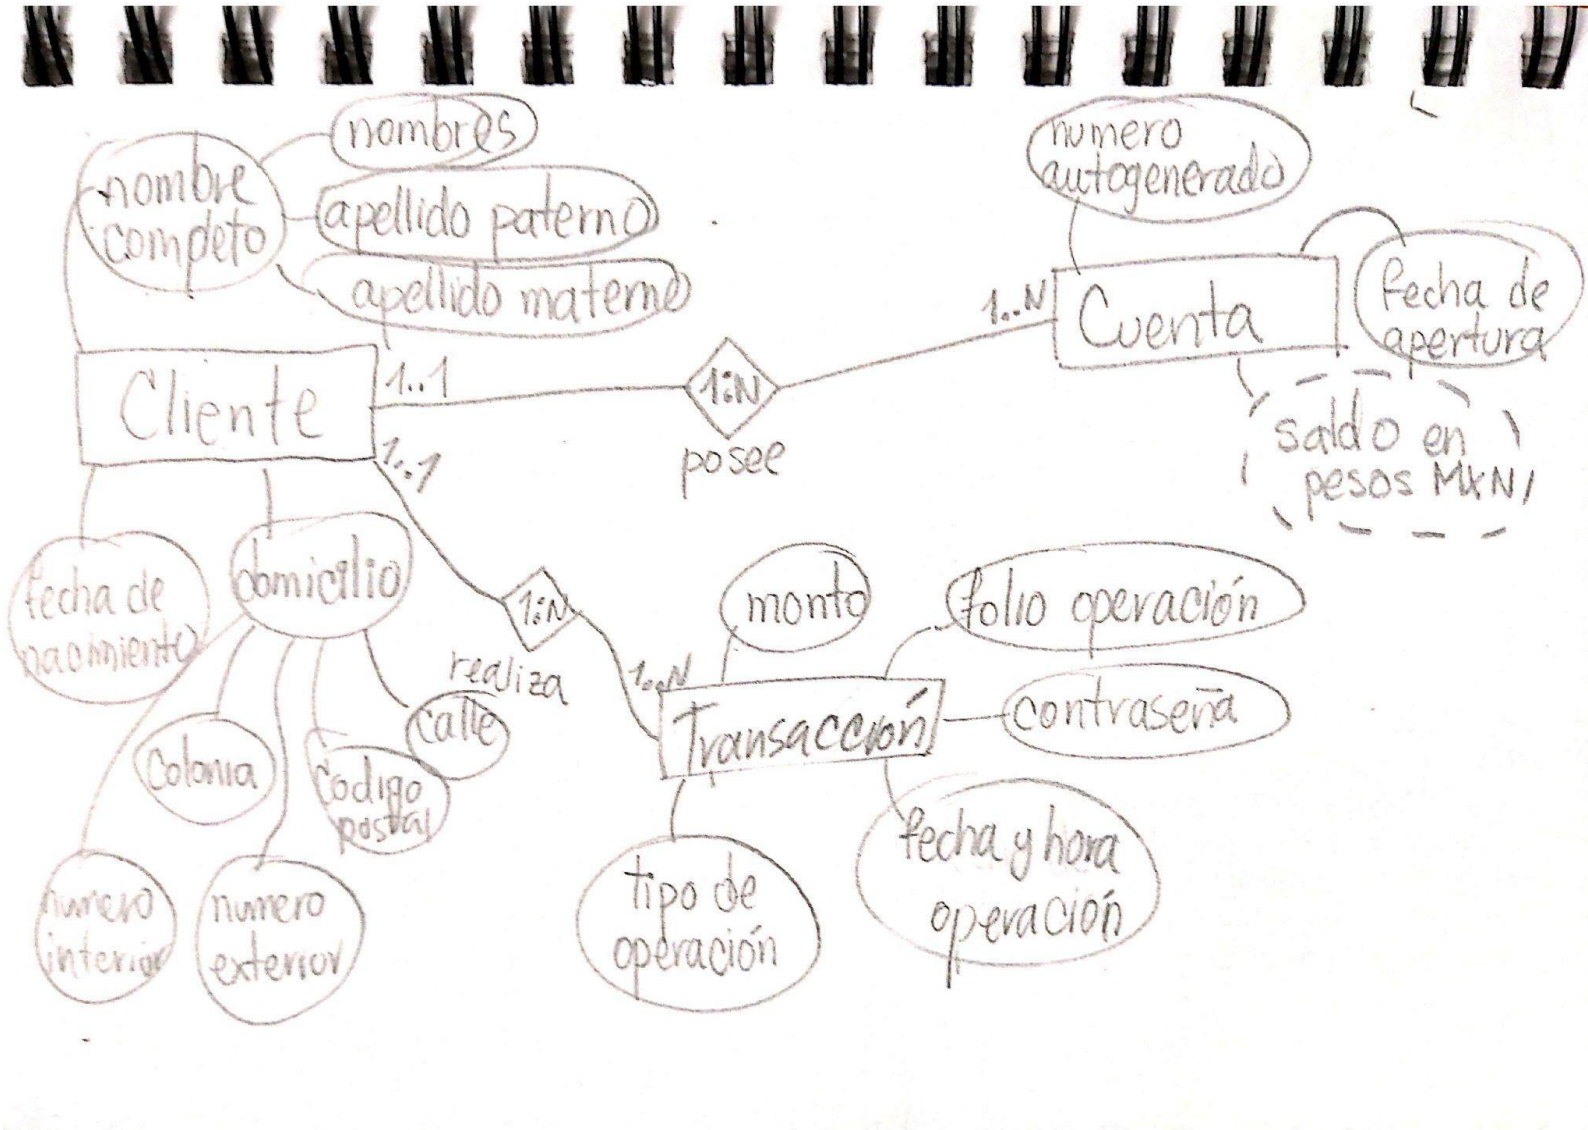 nombres
nombre
completo
apellido paterno
apellido materno
numero
autogenerado
fecha de
apertura
1..N
Cuenta
Cliente
1..1
1:N
posee
saldo en
pesos MXN
1..1
fecha de
nacimiento
domicilio
1:N
realiza
1..N
monto
folio operación
Transacción
contraseña
calle
colonia
codigo
postal
numero
interior
numero
exterior
tipo de
operación
fecha y hora
operación